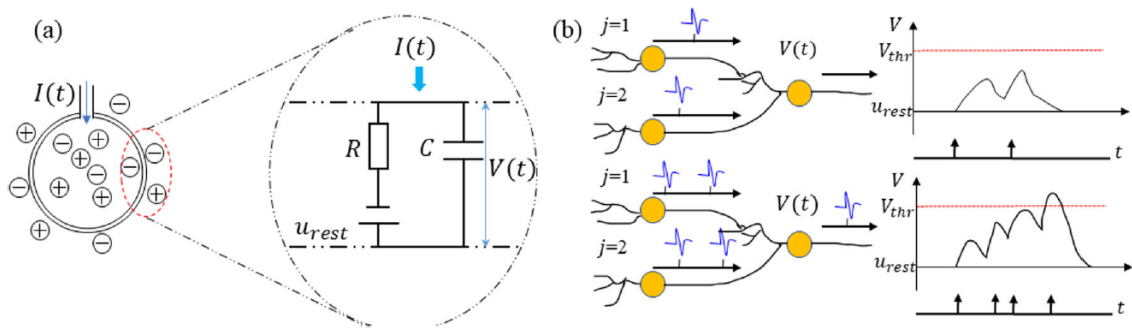 (a)
I(t)
I(t)
R
C
V(t)
u_rest
(b)
j=1
V(t)
j=2
V
V_thr
u_rest
t
j=1
V(t)
j=2
V
V_thr
u_rest
t